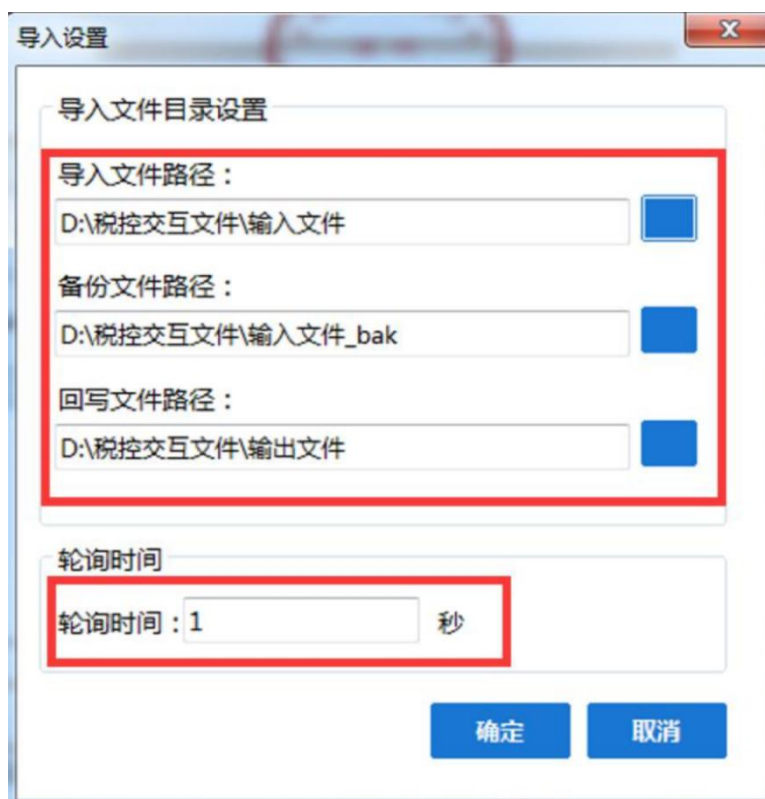 导入设置
导入文件目录设置
导入文件路径：
D:\税控交互文件\输入文件
备份文件路径：
D:\税控交互文件\输入文件_bak
回写文件路径：
D:\税控交互文件\输出文件
轮询时间
轮询时间：1 秒
确定 取消